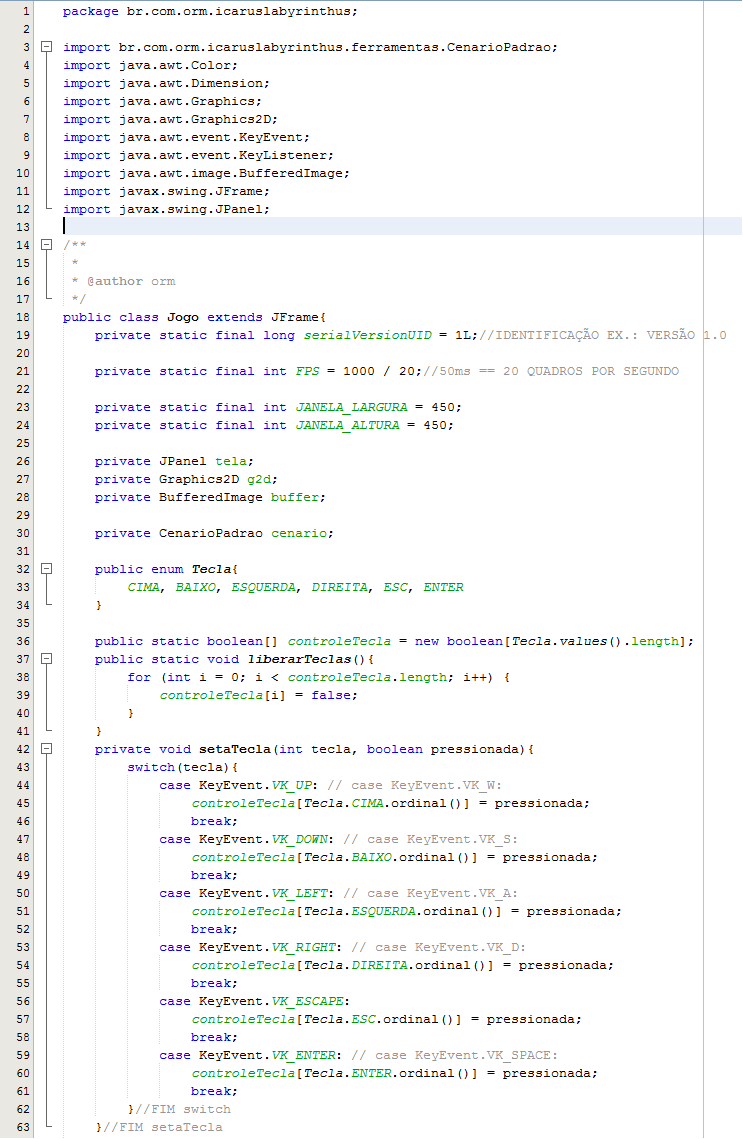 1 package br.com.orm.icaruslabyrinthus;
2
3 import br.com.orm.icaruslabyrinthus.ferramentas.CenarioPadrao;
4 import java.awt.Color;
5 import java.awt.Dimension;
6 import java.awt.Graphics;
7 import java.awt.Graphics2D;
8 import java.awt.event.KeyEvent;
9 import java.awt.event.KeyListener;
10 import java.awt.image.BufferedImage;
11 import javax.swing.JFrame;
12 import javax.swing.JPanel;
13
14 /**
15  *
16  * @author orm
17  */
18 public class Jogo extends JFrame{
19     private static final long serialVersionUID = 1L;//IDENTIFICAÇÃO EX.: VERSÃO 1.0
20
21     private static final int FPS = 1000 / 20;//50ms == 20 QUADROS POR SEGUNDO
22
23     private static final int JANELA_LARGURA = 450;
24     private static final int JANELA_ALTURA = 450;
25
26     private JPanel tela;
27     private Graphics2D g2d;
28     private BufferedImage buffer;
29
30     private CenarioPadrao cenario;
31
32     public enum Tecla{
33         CIMA, BAIXO, ESQUERDA, DIREITA, ESC, ENTER
34     }
35
36     public static boolean[] controleTecla = new boolean[Tecla.values().length];
37     public static void liberarTeclas(){
38         for (int i = 0; i < controleTecla.length; i++) {
39             controleTecla[i] = false;
40         }
41     }
42     private void setaTecla(int tecla, boolean pressionada){
43         switch(tecla){
44             case KeyEvent.VK_UP: // case KeyEvent.VK_W:
45                 controleTecla[Tecla.CIMA.ordinal()] = pressionada;
46                 break;
47             case KeyEvent.VK_DOWN: // case KeyEvent.VK_S:
48                 controleTecla[Tecla.BAIXO.ordinal()] = pressionada;
49                 break;
50             case KeyEvent.VK_LEFT: // case KeyEvent.VK_A:
51                 controleTecla[Tecla.ESQUERDA.ordinal()] = pressionada;
52                 break;
53             case KeyEvent.VK_RIGHT: // case KeyEvent.VK_D:
54                 controleTecla[Tecla.DIREITA.ordinal()] = pressionada;
55                 break;
56             case KeyEvent.VK_ESCAPE:
57                 controleTecla[Tecla.ESC.ordinal()] = pressionada;
58                 break;
59             case KeyEvent.VK_ENTER: // case KeyEvent.VK_SPACE:
60                 controleTecla[Tecla.ENTER.ordinal()] = pressionada;
61                 break;
62         }//FIM switch
63     }//FIM setaTecla